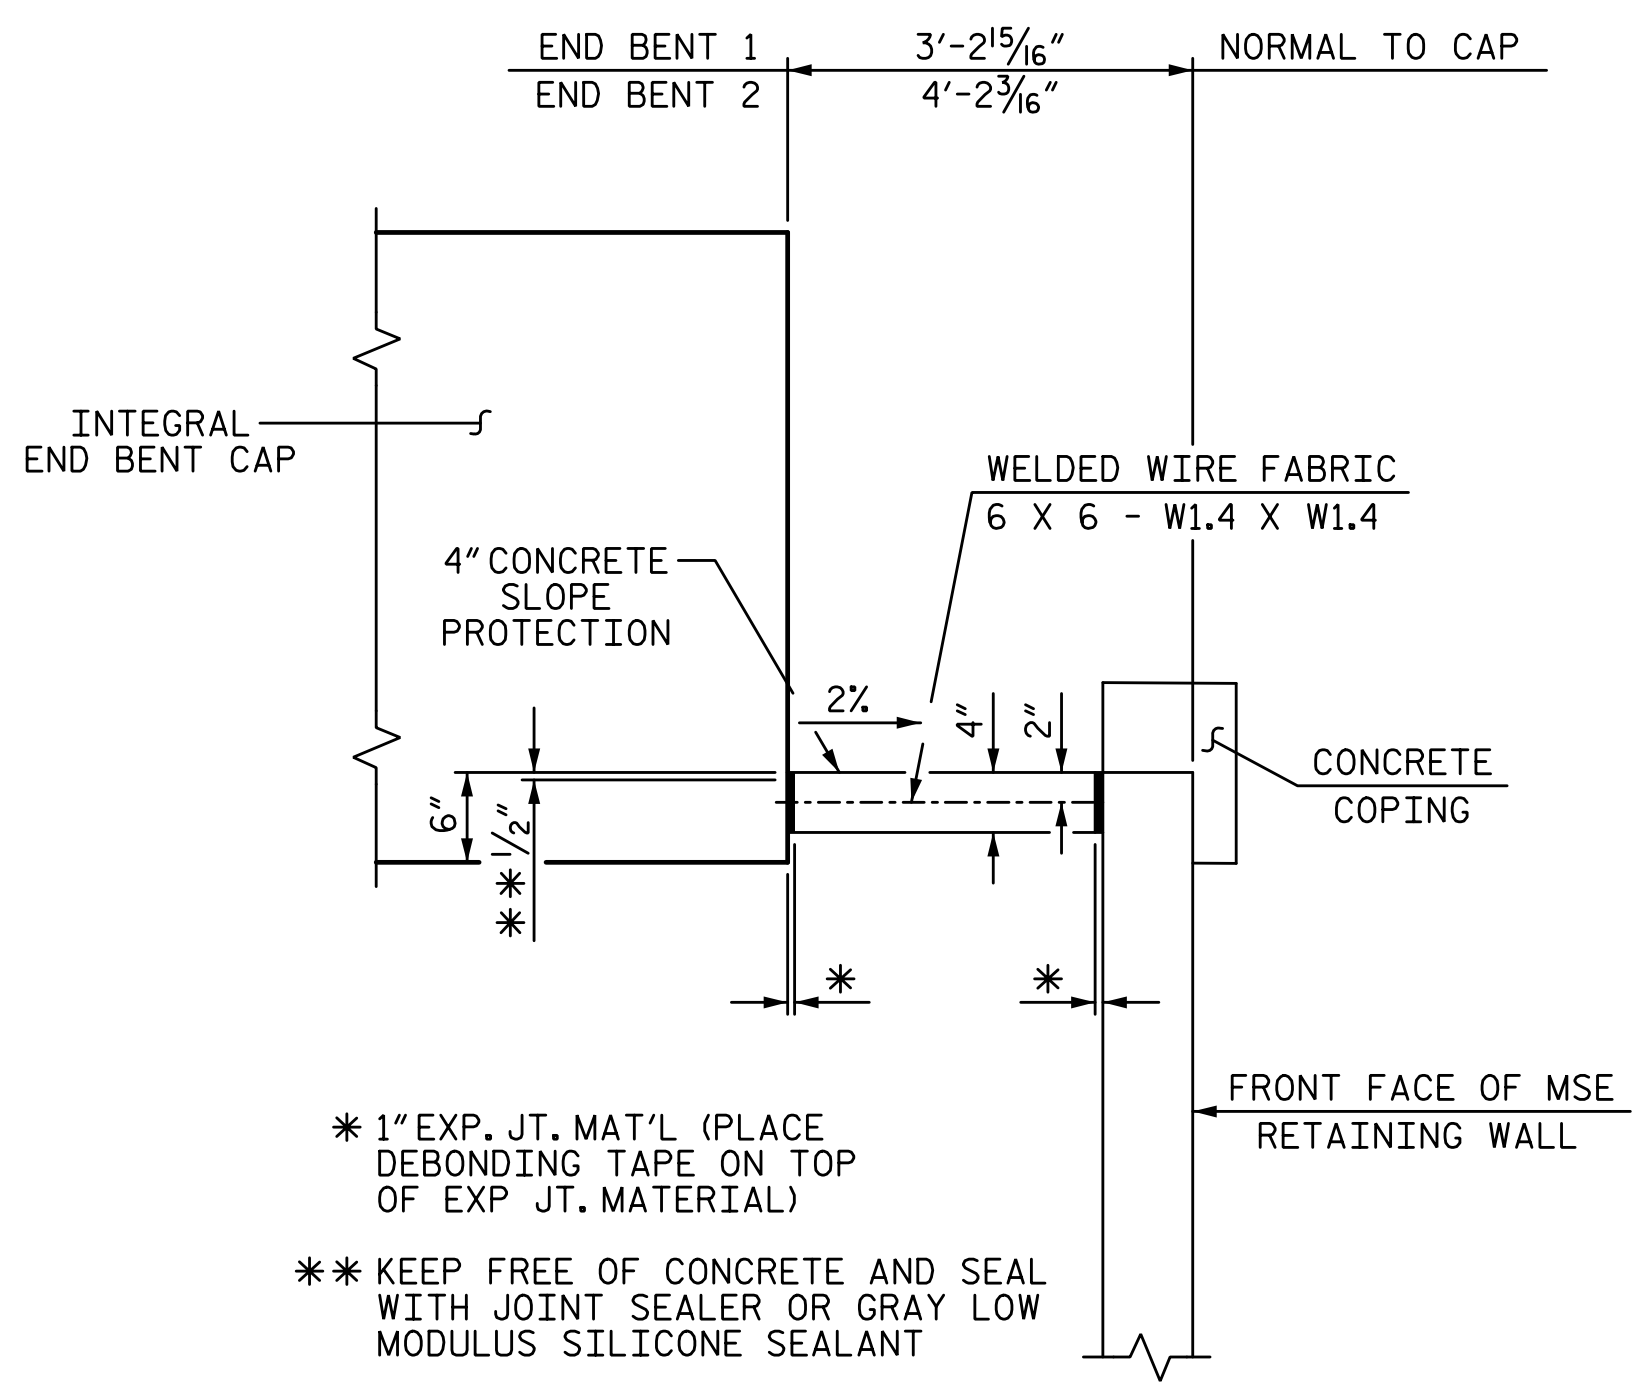 END BENT 1 3'-2 15/16" NORMAL TO CAP
END BENT 2 4'-2 3/16"
INTEGRAL
END BENT CAP
WELDED WIRE FABRIC
6 X 6 - W1.4 X W1.4
4" CONCRETE
SLOPE
PROTECTION
2%
4"
2"
CONCRETE
COPING
6"
** 1/2"
*
*
FRONT FACE OF MSE
RETAINING WALL
* 1" EXP. JT. MAT'L (PLACE
DEBONDING TAPE ON TOP
OF EXP JT. MATERIAL)
** KEEP FREE OF CONCRETE AND SEAL
WITH JOINT SEALER OR GRAY LOW
MODULUS SILICONE SEALANT